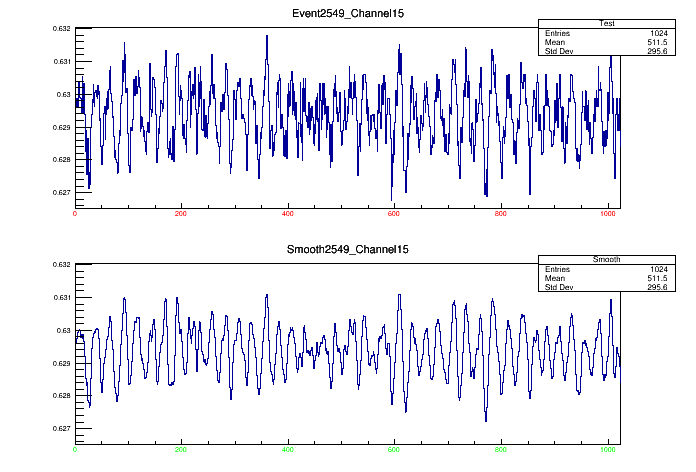 Event2549_Channel15
Test
Entries 1024
Mean 511.5
Std Dev 295.6
0.632
0.631
0.63
0.629
0.628
0.627
0 200 400 600 800 1000
Smooth2549_Channel15
Smooth
Entries 1024
Mean 511.5
Std Dev 295.6
0.632
0.631
0.63
0.629
0.628
0.627
0 200 400 600 800 1000